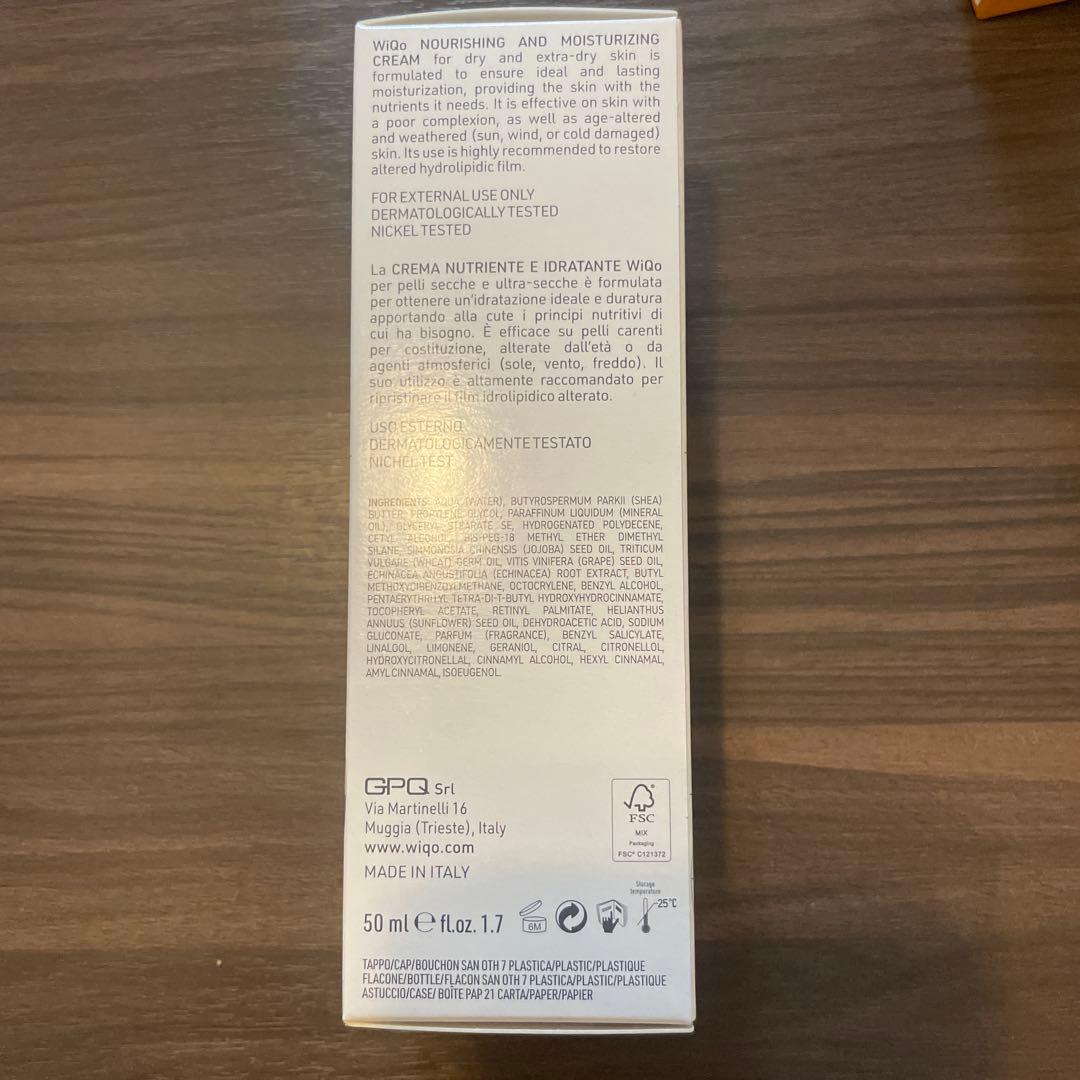 WiQo NOURISHING AND MOISTURIZING
CREAM for dry and extra-dry skin is
formulated to ensure ideal and lasting
moisturization, providing the skin with the
nutrients it needs. It is effective on skin with
a poor complexion, as well as age-altered
and weathered (sun, wind, or cold damaged)
skin. Its use is highly recommended to restore
altered hydrolipidic film.
FOR EXTERNAL USE ONLY
DERMATOLOGICALLY TESTED
NICKEL TESTED
La CREMA NUTRIENTE E IDRATANTE WiQo
per pelli secche e ultra-secche è formulata
per ottenere un'idratazione ideale e duratura
apportando alla cute i principi nutritivi di
cui ha bisogno. È efficace su pelli carenti
per costituzione, alterate dall'età o da
agenti atmosferici (sole, vento, freddo). Il
suo utilizzo è altamente raccomandato per
ripristinare il film idrolipidico alterato.
USO ESTERNO
DERMATOLOGICAMENTE TESTATO
NICHEL TEST
INGREDIENTS: AQUA (WATER), BUTYROSPERMUM PARKII (SHEA)
BUTTER, PROPYLENE GLYCOL, PARAFFINUM LIQUIDUM (MINERAL
OIL), GLYCERYL STEARATE SE, HYDROGENATED POLYDECENE,
CETYL ALCOHOL, BIS-PEG-18 METHYL ETHER DIMETHYL
SILANE, SIMMONDSIA CHINENSIS (JOJOBA) SEED OIL, TRITICUM
VULGARE (WHEAT) GERM OIL, VITIS VINIFERA (GRAPE) SEED OIL,
ECHINACEA ANGUSTIFOLIA (ECHINACEA) ROOT EXTRACT, BUTYL
METHOXYDIBENZOYLMETHANE, OCTOCRYLENE, BENZYL ALCOHOL,
PENTAERYTHRITYL TETRA-DI-T-BUTYL HYDROXYHYDROCINNAMATE,
TOCOPHERYL ACETATE, RETINYL PALMITATE, HELIANTHUS
ANNUUS (SUNFLOWER) SEED OIL, DEHYDROACETIC ACID, SODIUM
GLUCONATE, PARFUM (FRAGRANCE), BENZYL SALICYLATE,
LINALOOL, LIMONENE, GERANIOL, CITRAL, CITRONELLOL,
HYDROXYCITRONELLAL, CINNAMYL ALCOHOL, HEXYL CINNAMAL,
AMYL CINNAMAL, ISOEUGENOL.
GPQ Srl
Via Martinelli 16
Muggia (Trieste), Italy
www.wiqo.com
MADE IN ITALY
FSC
MIX
Packaging
FSC® C121372
Storage
temperature
-25°C
50 ml ℮ fl.oz. 1.7
6M
TAPPO/CAP/BOUCHON SAN OTH 7 PLASTICA/PLASTIC/PLASTIQUE
FLACONE/BOTTLE/FLACON SAN OTH 7 PLASTICA/PLASTIC/PLASTIQUE
ASTUCCIO/CASE/ BOÎTE PAP 21 CARTA/PAPER/PAPIER